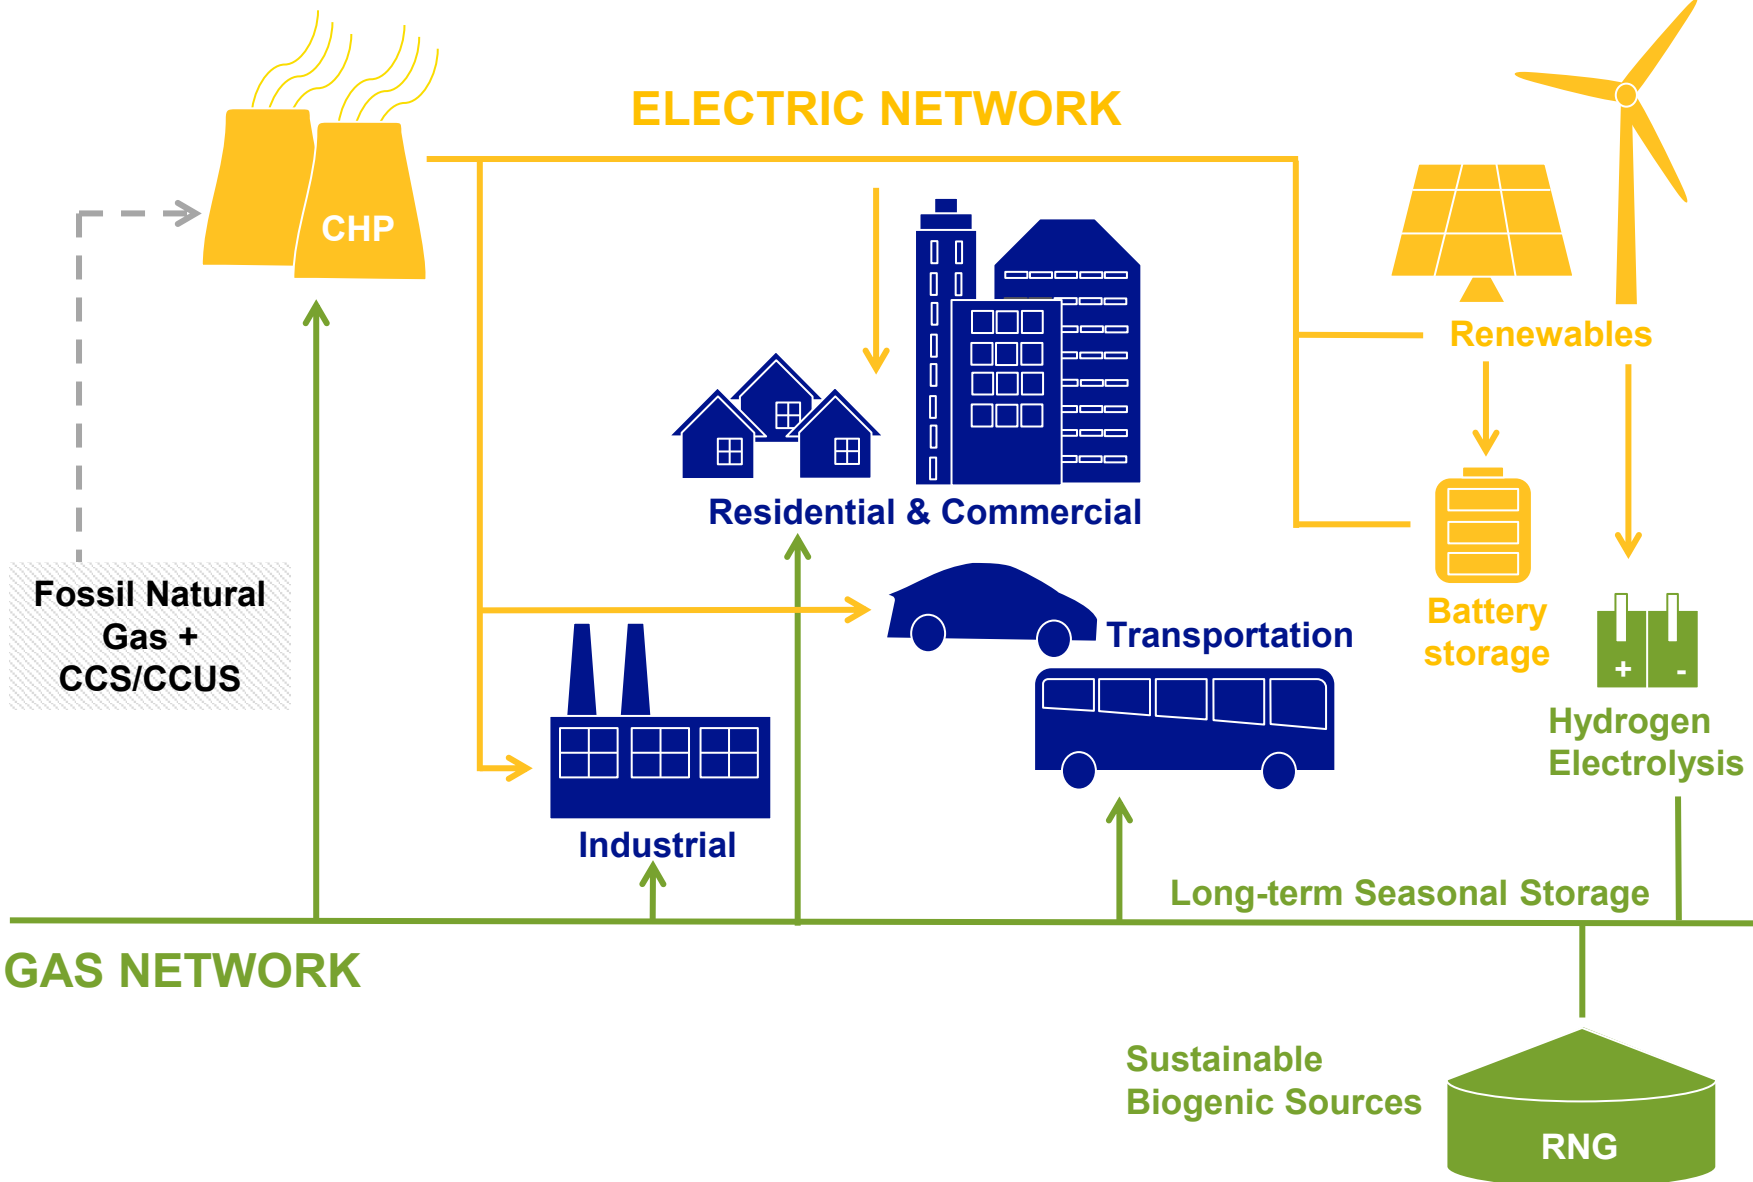 ELECTRIC NETWORK
CHP
Renewables
Residential & Commercial
Fossil Natural
Gas +
CCS/CCUS
Battery
storage
Transportation
+ -
Hydrogen
Electrolysis
Industrial
Long-term Seasonal Storage
GAS NETWORK
Sustainable
Biogenic Sources
RNG